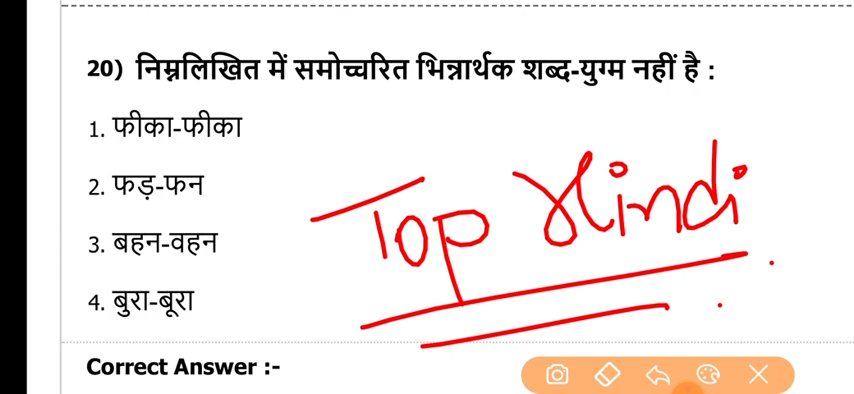 20) निम्नलिखित में समोच्चरित भिन्नार्थक शब्द-युग्म नहीं है :
1. फीका-फीका
2. फड़-फन
Top Hindi
3. बहन-वहन
4. बुरा-बूरा
Correct Answer :-